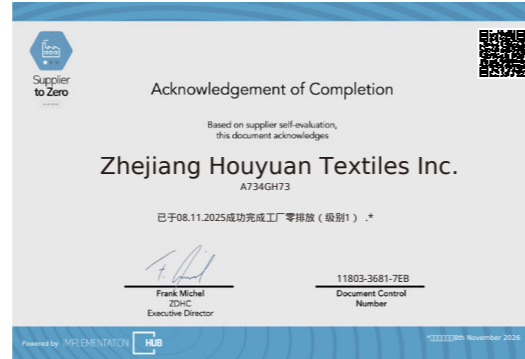 Supplier
to Zero
Acknowledgement of Completion
Based on supplier self-evaluation,
this document acknowledges
Zhejiang Houyuan Textiles Inc.
A734GH73
已于08.11.2025成功完成工厂零排放（级别1） .*
Frank Michel
ZDHC
Executive Director
11803-3681-7EB
Document Control
Number
Powered by IMPLEMENTATION HUB
*□□□□□□8th November 2026